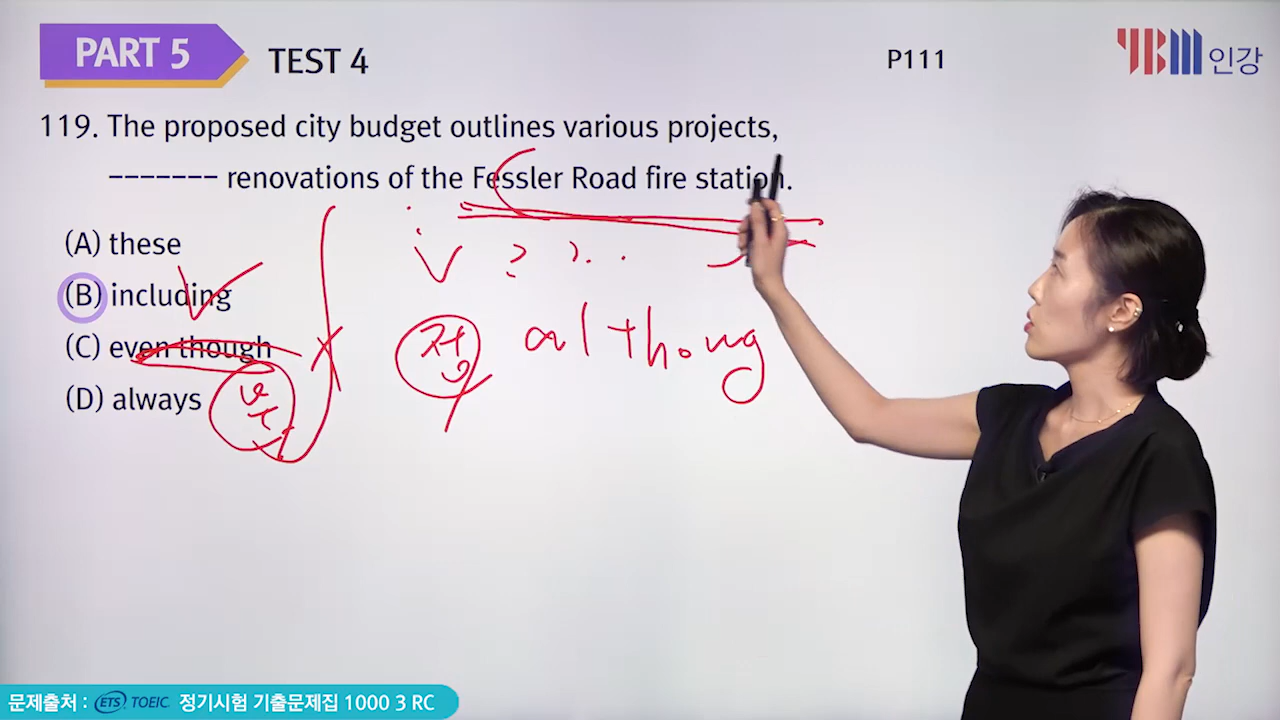 PART 5
TEST 4
P111
YBM 인강
119. The proposed city budget outlines various projects,
------- renovations of the Fessler Road fire station.
(A) these
(B) including
(C) even though
(D) always
although
문제출처 : ETS TOEIC 정기시험 기출문제집 1000 3 RC